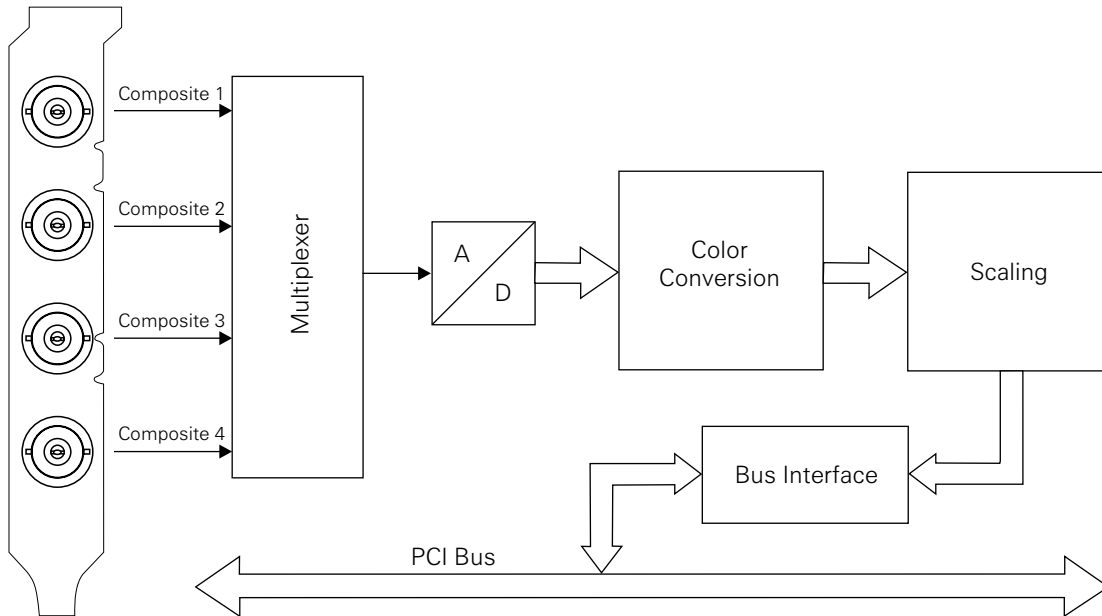 Composite 1
Composite 2
Composite 3
Composite 4
Multiplexer
A
D
Color
Conversion
Scaling
Bus Interface
PCI Bus